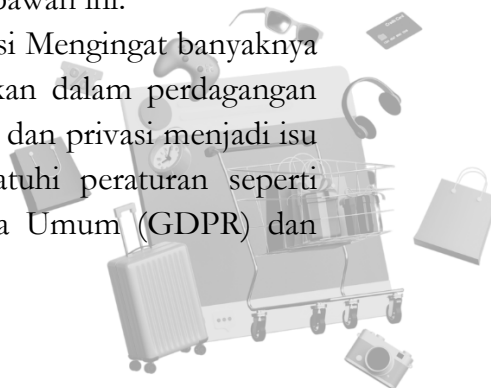 bawah ini.
si Mengingat banyaknya
kan dalam perdagangan
dan privasi menjadi isu
atuhi peraturan seperti
a Umum (GDPR) dan